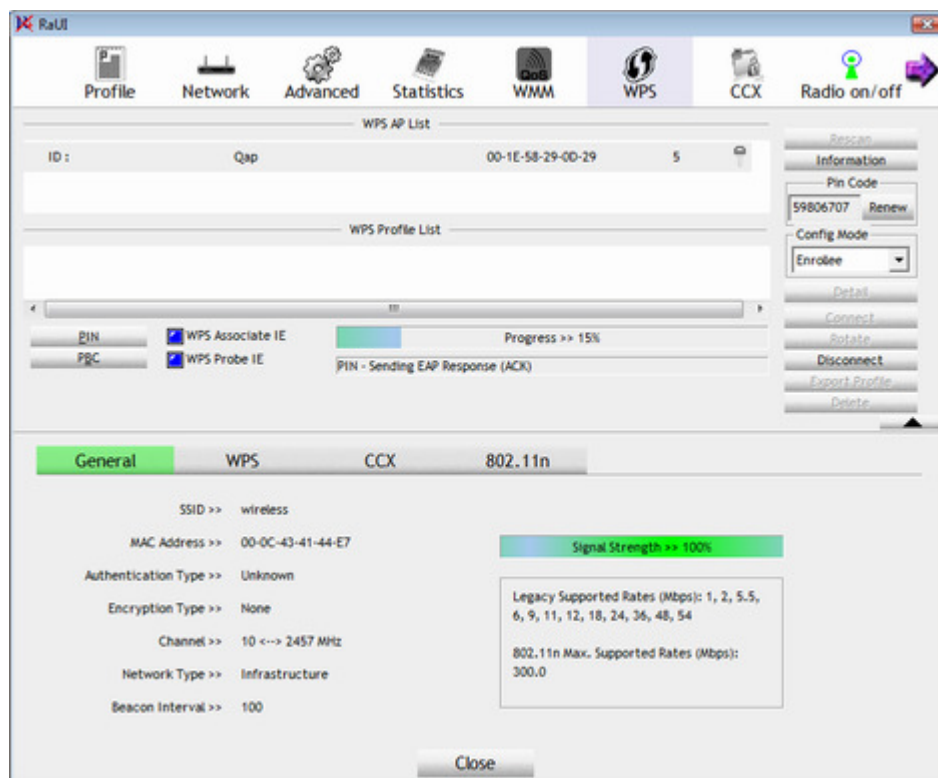 RaUI
Profile Network Advanced Statistics QoS WMM WPS CCX Radio on/off
WPS AP List
ID : Qap 00-1E-58-29-0D-29 5
Rescan
Information
Pin Code
59806707 Renew
Config Mode
Enrollee
WPS Profile List
Detail
Connect
Rotate
Disconnect
Export Profile
Delete
PIN WPS Associate IE Progress >> 15%
PBC WPS Probe IE PIN - Sending EAP Response (ACK)
General WPS CCX 802.11n
SSID >> wireless
MAC Address >> 00-0C-43-41-44-E7
Authentication Type >> Unknown
Encryption Type >> None
Channel >> 10 <--> 2457 MHz
Network Type >> Infrastructure
Beacon Interval >> 100
Signal Strength >> 100%
Legacy Supported Rates (Mbps): 1, 2, 5.5,
6, 9, 11, 12, 18, 24, 36, 48, 54
802.11n Max. Supported Rates (Mbps):
300.0
Close